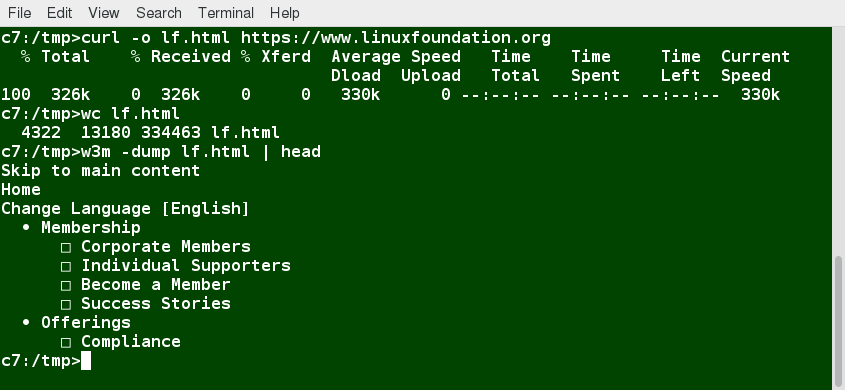 File Edit View Search Terminal Help
c7:/tmp>curl -o lf.html https://www.linuxfoundation.org
  % Total    % Received % Xferd  Average Speed   Time    Time     Time  Current
                                 Dload  Upload   Total   Spent    Left  Speed
100  326k    0  326k    0     0   330k      0 --:--:-- --:--:-- --:--:--  330k
c7:/tmp>wc lf.html
  4322  13180 334463 lf.html
c7:/tmp>w3m -dump lf.html | head
Skip to main content
Home
Change Language [English]
  • Membership
      □ Corporate Members
      □ Individual Supporters
      □ Become a Member
      □ Success Stories
  • Offerings
      □ Compliance
c7:/tmp>